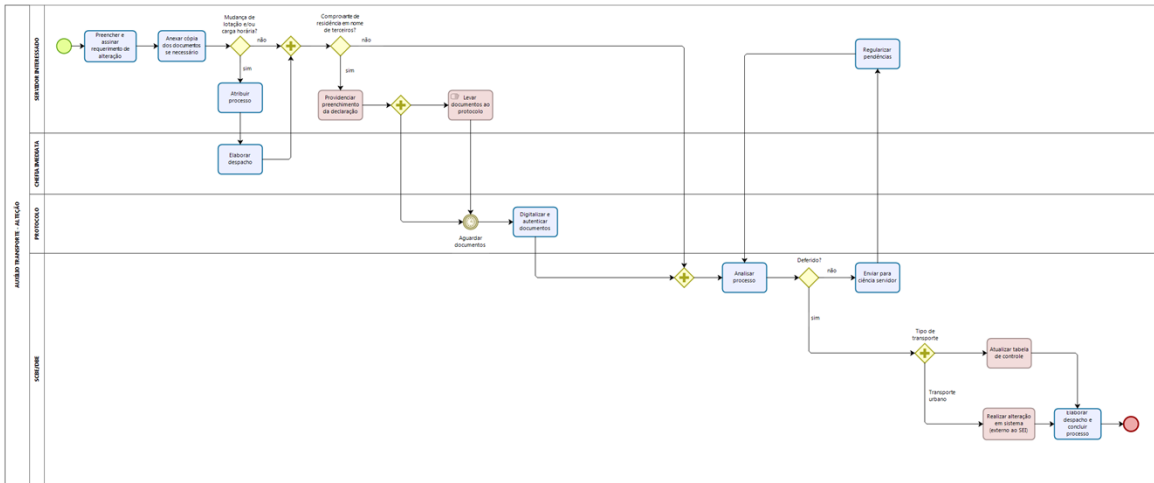 AUXÍLIO TRANSPORTE - ALTEÇÃO
SERVIDOR INTERESSADO
Preencher e
assinar
requerimento de
alteração
Anexar cópia
dos documentos
se necessário
Mudança de
lotação e/ou
carga horária?
não
sim
Atribuir
processo
Comprovante de
residência em nome
de terceiros?
não
sim
Providenciar
preenchimento
da declaração
Levar
documentos ao
protocolo
Regularizar
pendências
CHEFIA IMEDIATA
Elaborar
despacho
PROTOCOLO
Aguardar
documentos
Digitalizar e
autenticar
documentos
SCBE/DBE
Analisar
processo
Deferido?
não
sim
Enviar para
ciência servidor
Tipo de
transporte
Atualizar tabela
de controle
Transporte
urbano
Realizar alteração
em sistema
(externo ao SEI)
Elaborar
despacho e
concluir
processo